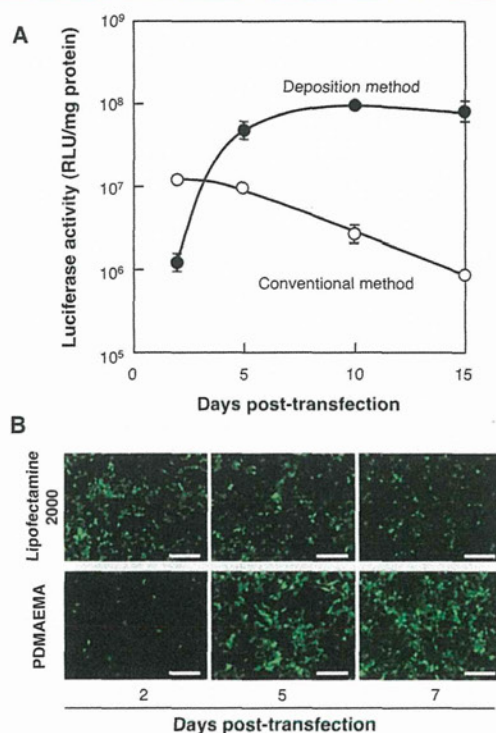 A
Luciferase activity (RLU/mg protein)
10⁹
10⁸
10⁷
10⁶
10⁵
Deposition method
Conventional method
0 5 10 15
Days post-transfection
B
Lipofectamine
2000
PDMAEMA
2 5 7
Days post-transfection